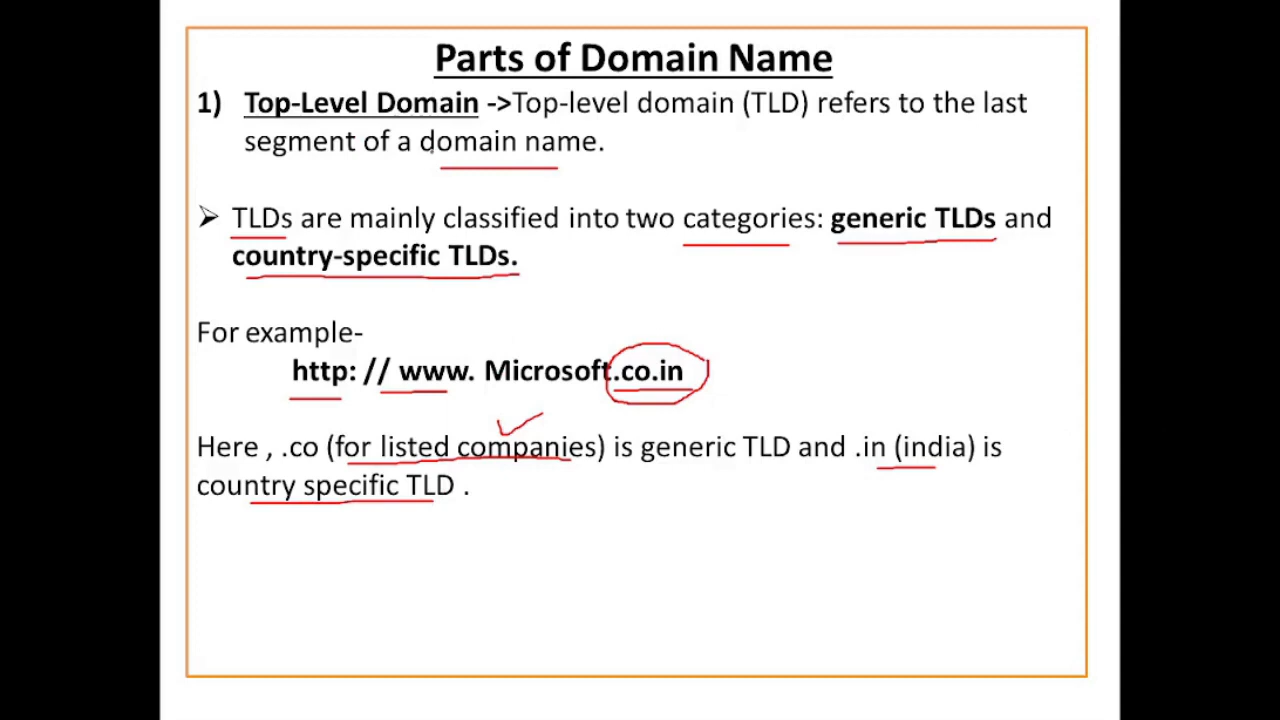 Parts of Domain Name
1) Top-Level Domain ->Top-level domain (TLD) refers to the last
segment of a domain name.
➢ TLDs are mainly classified into two categories: generic TLDs and
country-specific TLDs.
For example-
http: // www. Microsoft.co.in
Here , .co (for listed companies) is generic TLD and .in (india) is
country specific TLD .